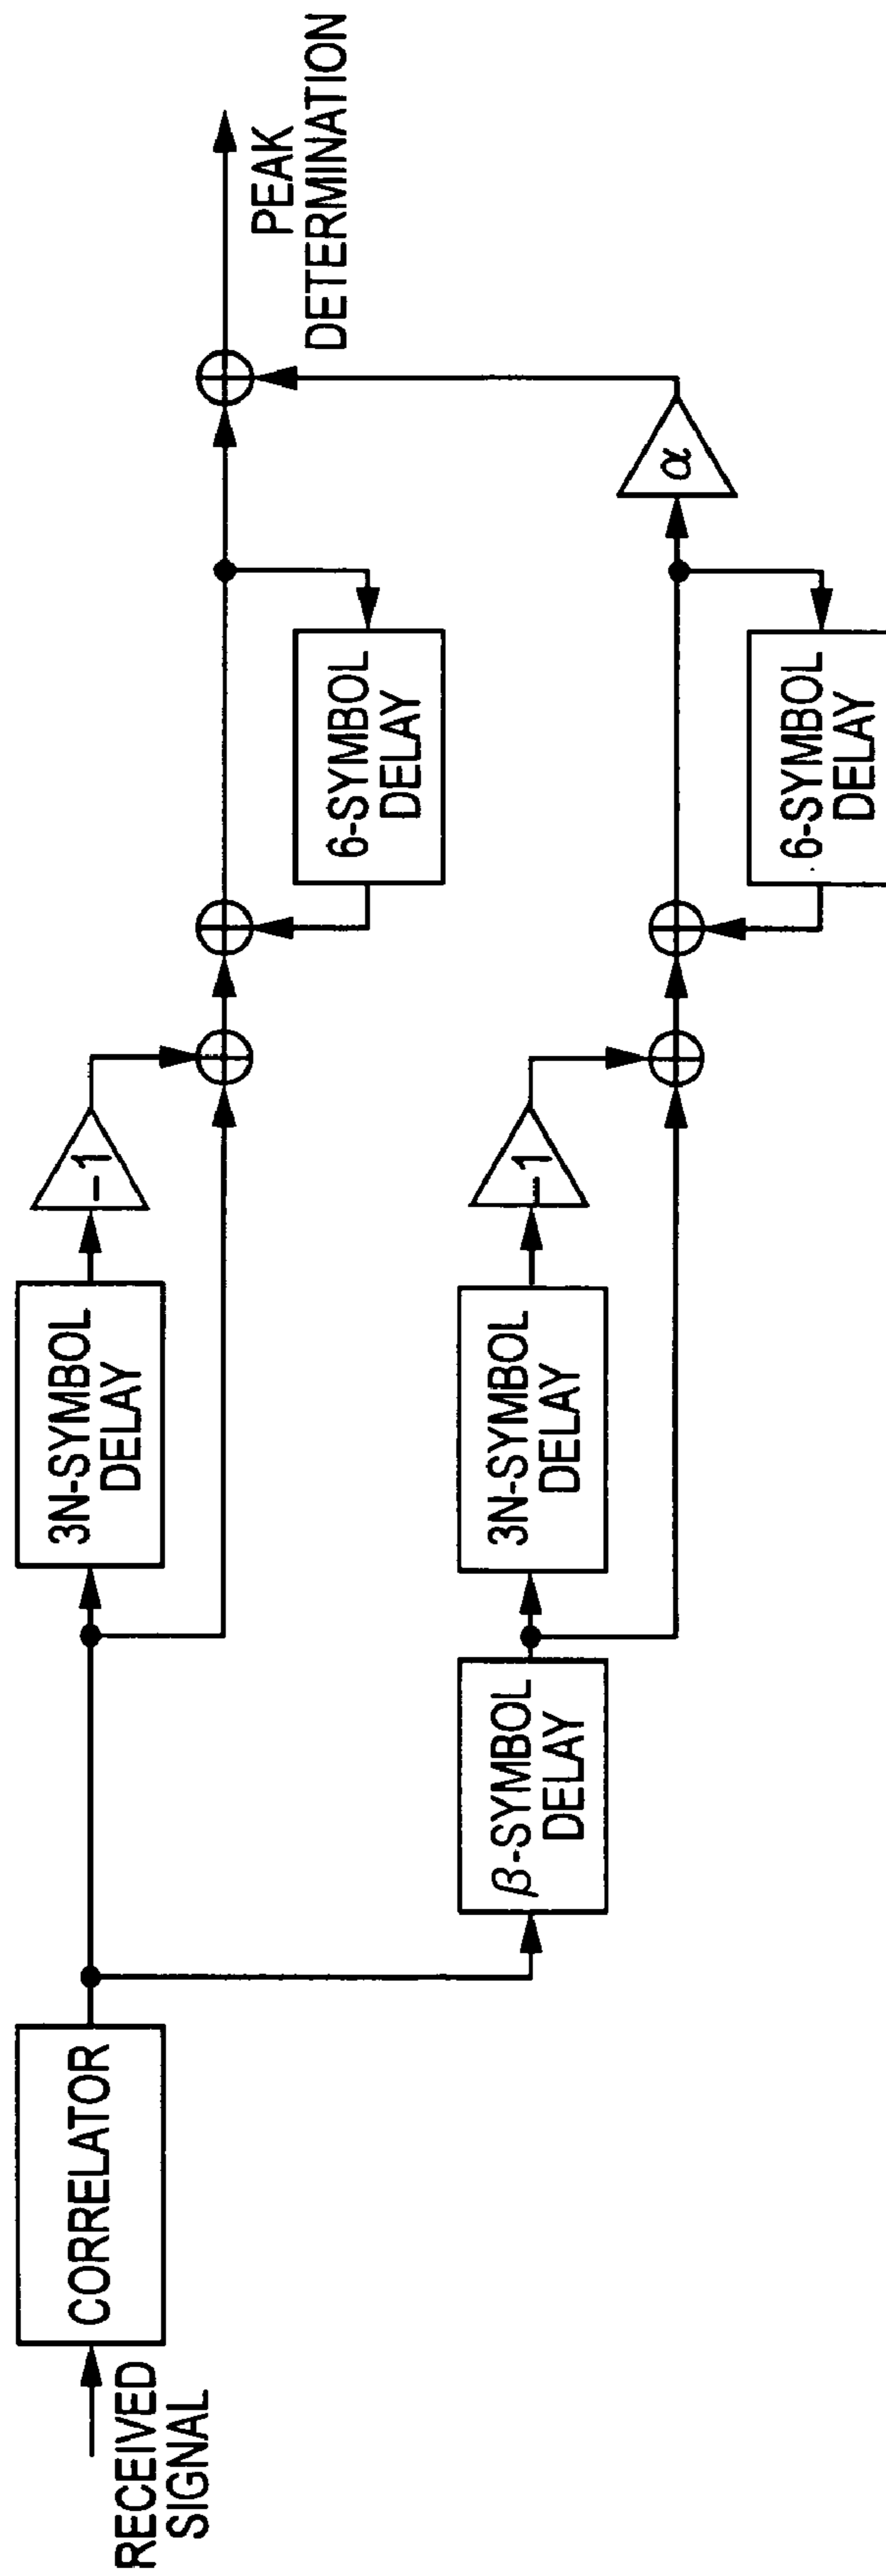 RECEIVED
SIGNAL
CORRELATOR
3N-SYMBOL
DELAY
-1
6-SYMBOL
DELAY
PEAK
DETERMINATION
β-SYMBOL
DELAY
3N-SYMBOL
DELAY
-1
6-SYMBOL
DELAY
α